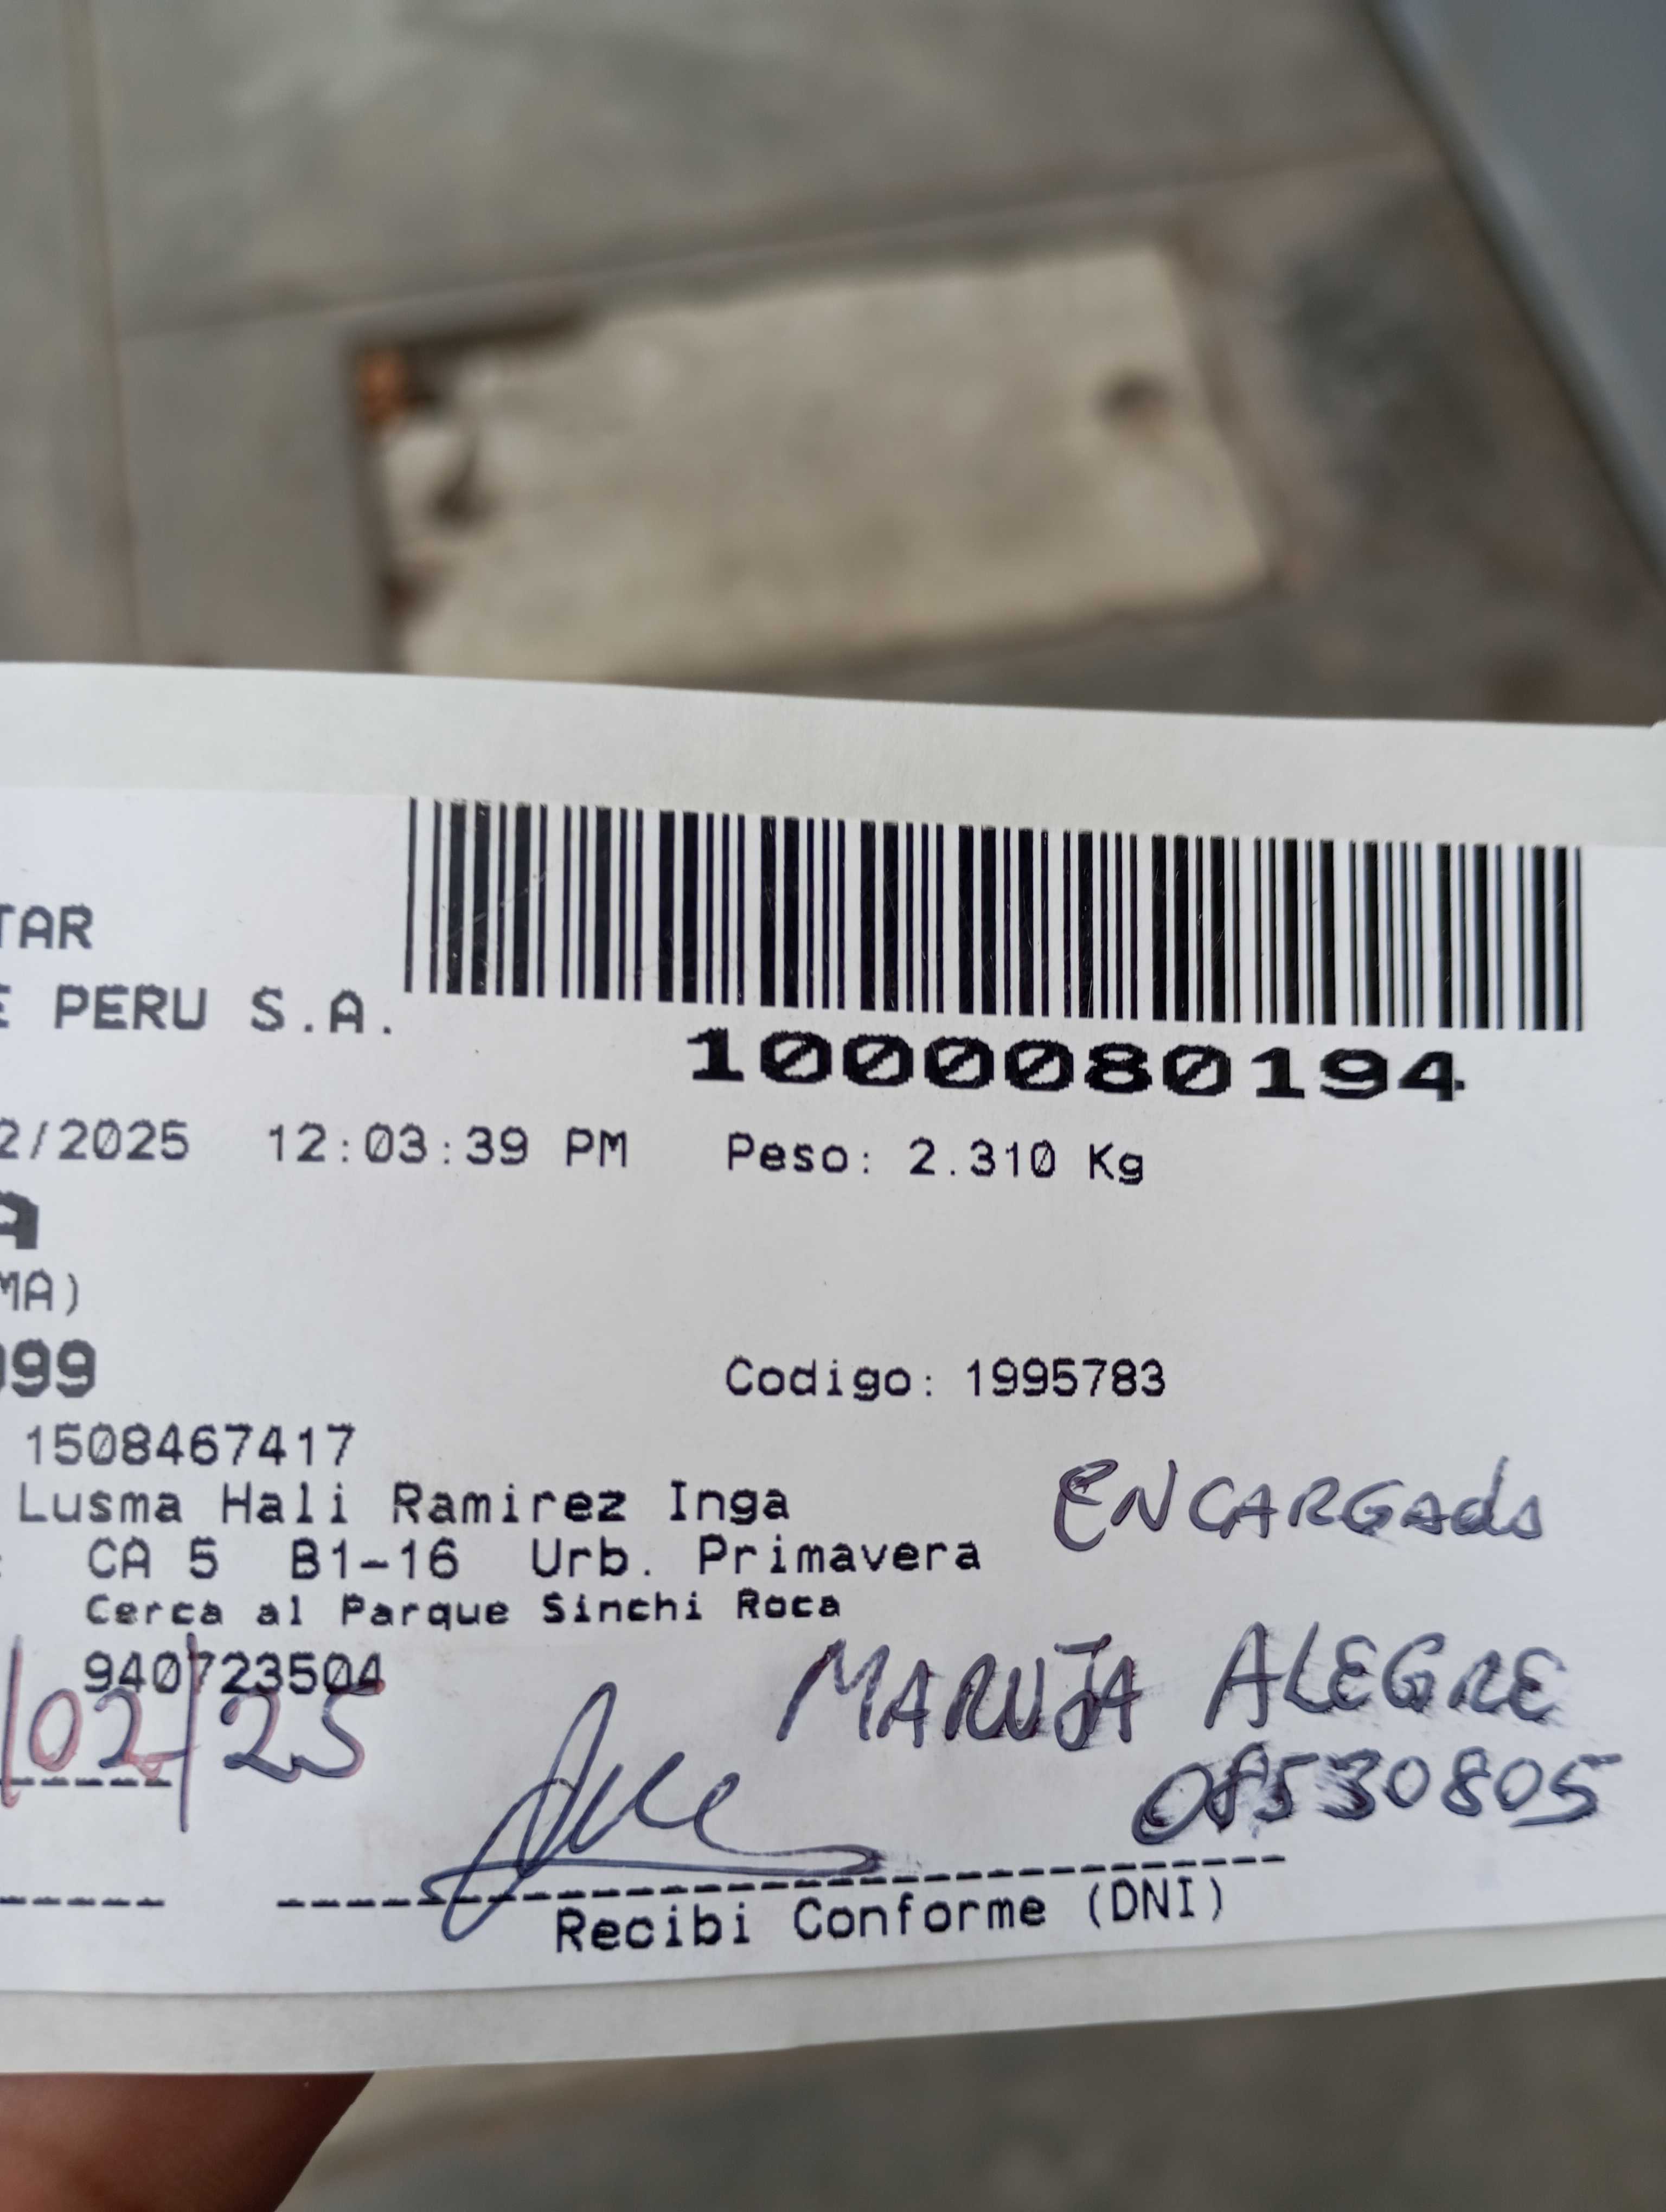 TAR
E PERU S.A.
1000080194
2/2025 12:03:39 PM Peso: 2.310 Kg
A
MA)
999
Codigo: 1995783
1508467417
Lusma Hali Ramirez Inga
ENCARGADO
: CA 5 B1-16 Urb. Primavera
Cerca al Parque Sinchi Roca
940723504
MARUJA ALEGRE
/02/25
08530805
Recibi Conforme (DNI)